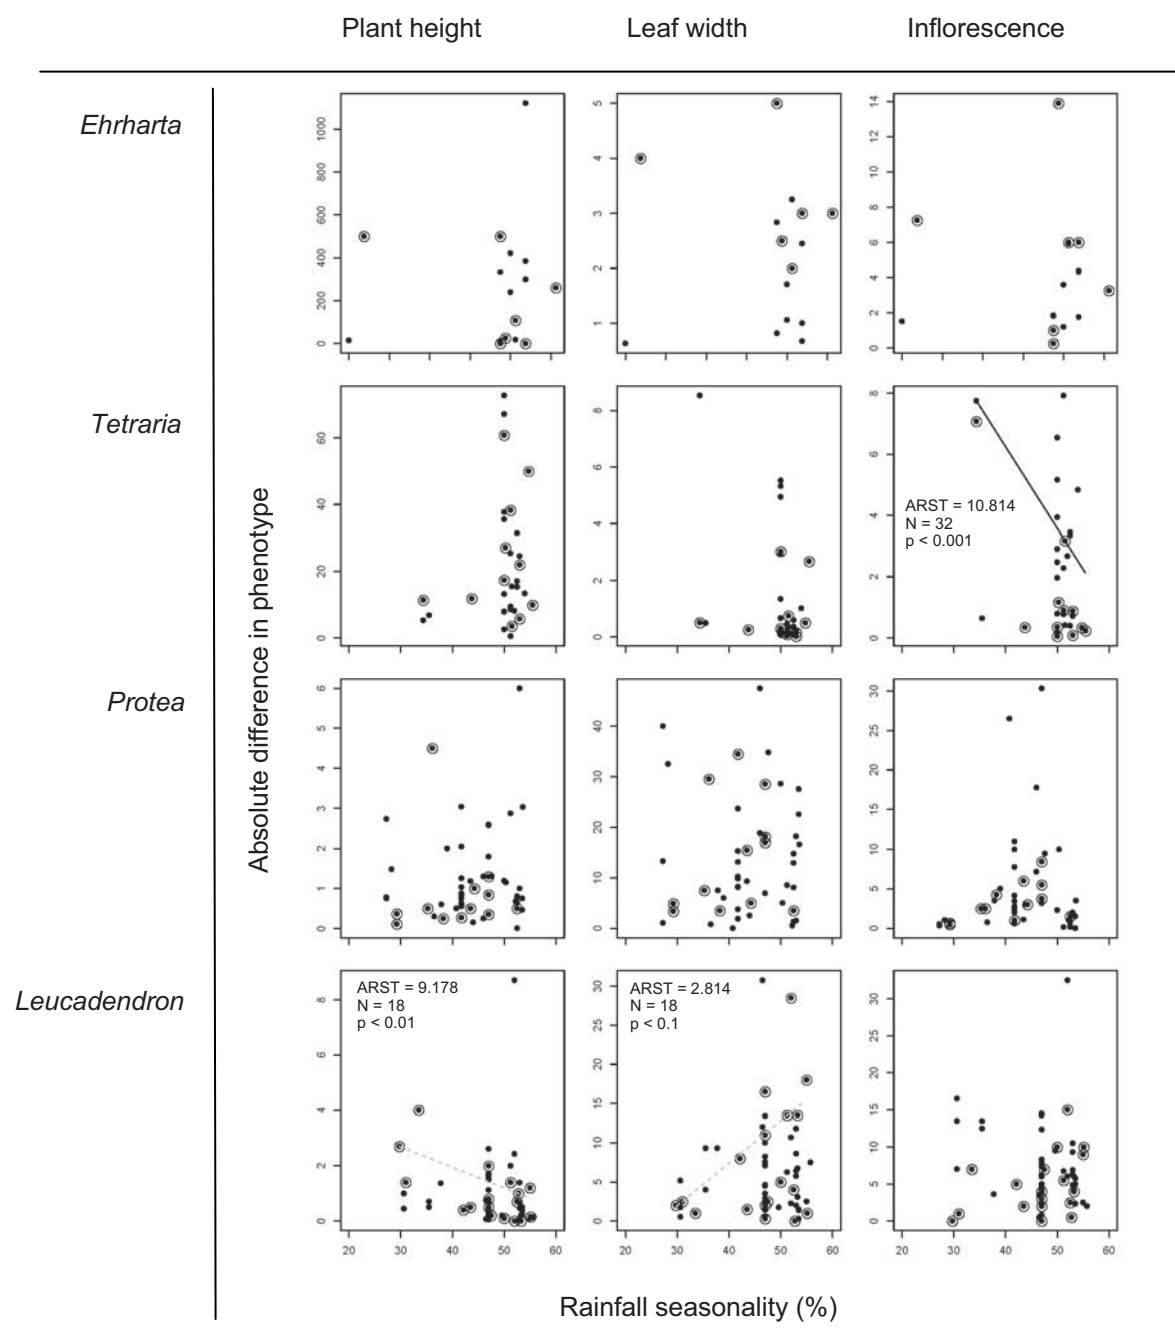 Plant height Leaf width Inflorescence
Ehrharta
0 200 400 600 800 1000
1 2 3 4 5
0 2 4 6 8 10 12 14
Tetraria
0 20 40 60
0 2 4 6 8
0 2 4 6 8
ARST = 10.814
N = 32
p < 0.001
Absolute difference in phenotype
Protea
0 1 2 3 4 5 6
0 10 20 30 40
0 5 10 15 20 25 30
Leucadendron
0 2 4 6 8
ARST = 9.178
N = 18
p < 0.01
0 5 10 15 20 25 30
ARST = 2.814
N = 18
p < 0.1
0 5 10 15 20 25 30
20 30 40 50 60 20 30 40 50 60 20 30 40 50 60
Rainfall seasonality (%)